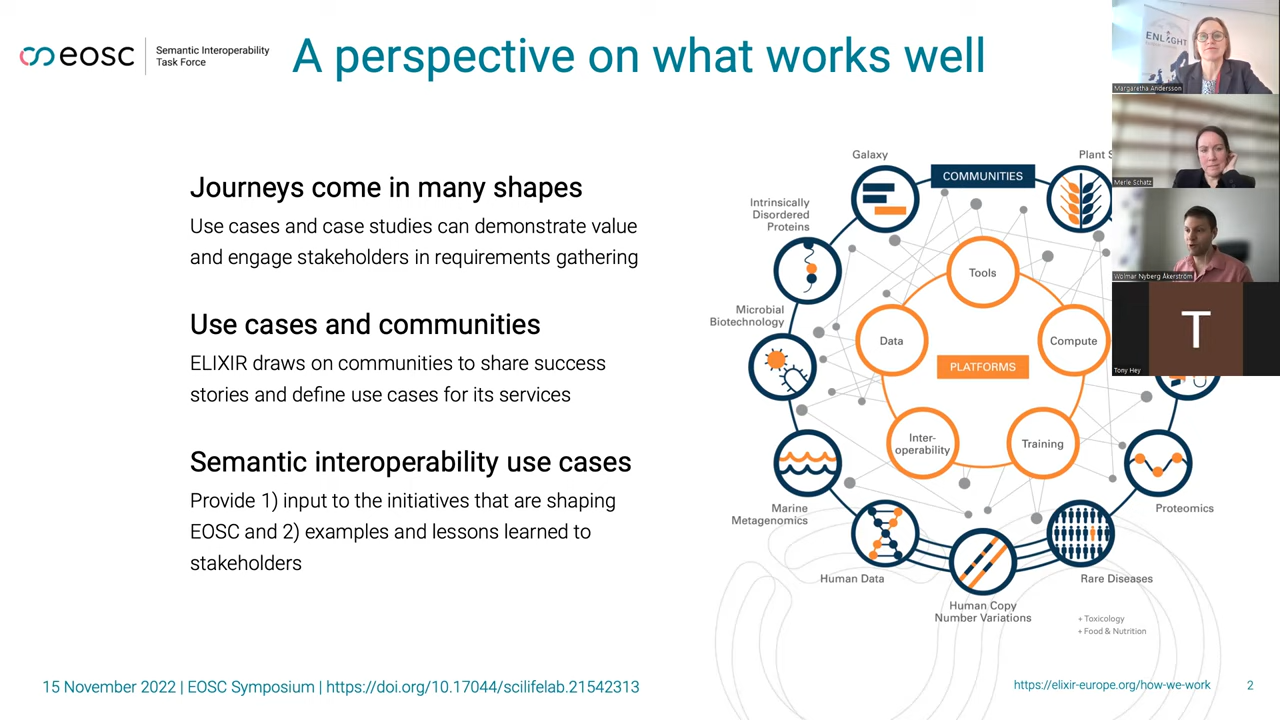 eosc
Semantic Interoperability
Task Force
A perspective on what works well
Journeys come in many shapes
Use cases and case studies can demonstrate value
and engage stakeholders in requirements gathering
Use cases and communities
ELIXIR draws on communities to share success
stories and define use cases for its services
Semantic interoperability use cases
Provide 1) input to the initiatives that are shaping
EOSC and 2) examples and lessons learned to
stakeholders
Galaxy
COMMUNITIES
Plant S
Intrinsically
Disordered
Proteins
Tools
Microbial
Biotechnology
Data
Compute
PLATFORMS
Inter-
operability
Training
Marine
Metagenomics
Proteomics
Human Data
Rare Diseases
Human Copy
Number Variations
+ Toxicology
+ Food & Nutrition
15 November 2022 | EOSC Symposium | https://doi.org/10.17044/scilifelab.21542313
https://elixir-europe.org/how-we-work
2
ENLIGHT
Margaretha Andersson
Merle Schatz
Wolmar Nyberg Åkerström
T
Tony Hey